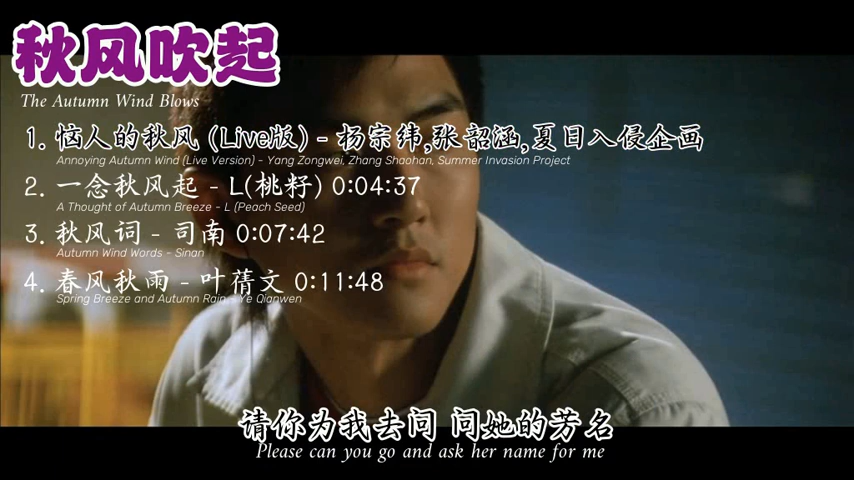 秋风吹起
The Autumn Wind Blows
1. 恼人的秋风 (Live版) - 杨宗纬,张韶涵,夏日入侵企画
Annoying Autumn Wind (Live Version) - Yang Zongwei, Zhang Shaohan, Summer Invasion Project
2. 一念秋风起 - L(桃籽) 0:04:37
A Thought of Autumn Breeze - L (Peach Seed)
3. 秋风词 - 司南 0:07:42
Autumn Wind Words - Sinan
4. 春风秋雨 - 叶蒨文 0:11:48
Spring Breeze and Autumn Rain - Ye Qianwen
请你为我去问 问她的芳名
Please can you go and ask her name for me